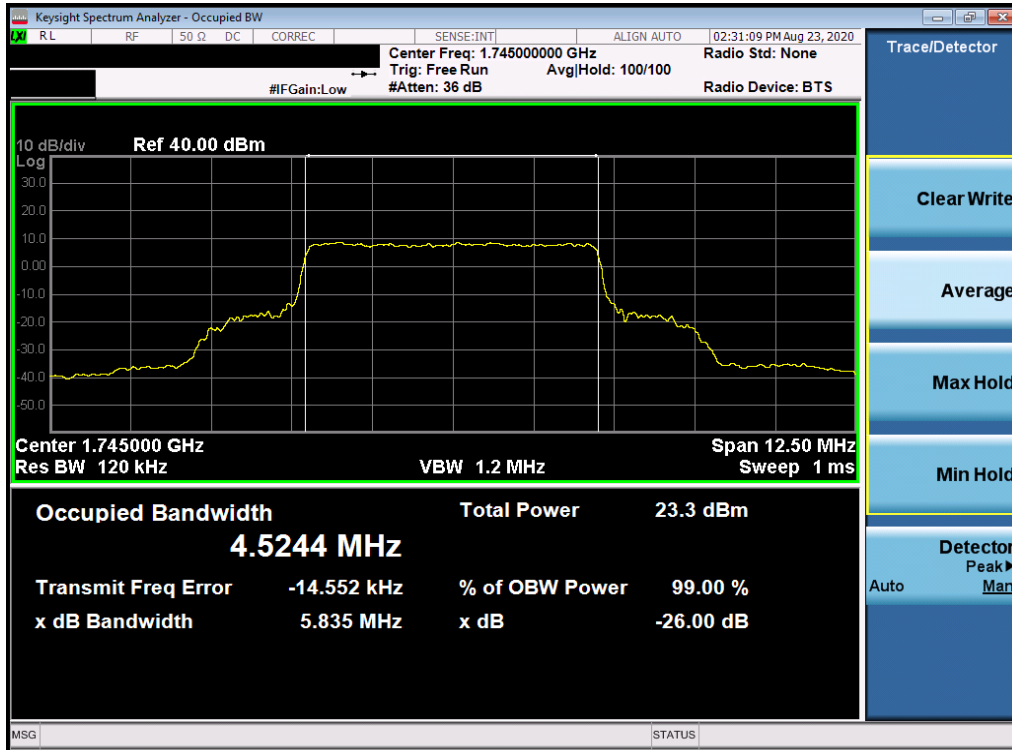 Keysight Spectrum Analyzer - Occupied BW
LXI RL RF 50 Ω DC CORREC SENSE:INT ALIGN AUTO 02:31:09 PM Aug 23, 2020
Center Freq: 1.745000000 GHz Radio Std: None
Trig: Free Run Avg|Hold: 100/100
#IFGain:Low #Atten: 36 dB Radio Device: BTS
10 dB/div Ref 40.00 dBm
Log
30.0
20.0
10.0
0.00
-10.0
-20.0
-30.0
-40.0
-50.0
Center 1.745000 GHz Span 12.50 MHz
Res BW 120 kHz VBW 1.2 MHz Sweep 1 ms
Occupied Bandwidth Total Power 23.3 dBm
4.5244 MHz
Transmit Freq Error -14.552 kHz % of OBW Power 99.00 %
x dB Bandwidth 5.835 MHz x dB -26.00 dB
MSG STATUS
Trace/Detector
Clear Write
Average
Max Hold
Min Hold
Detector
Peak▶
Auto Man